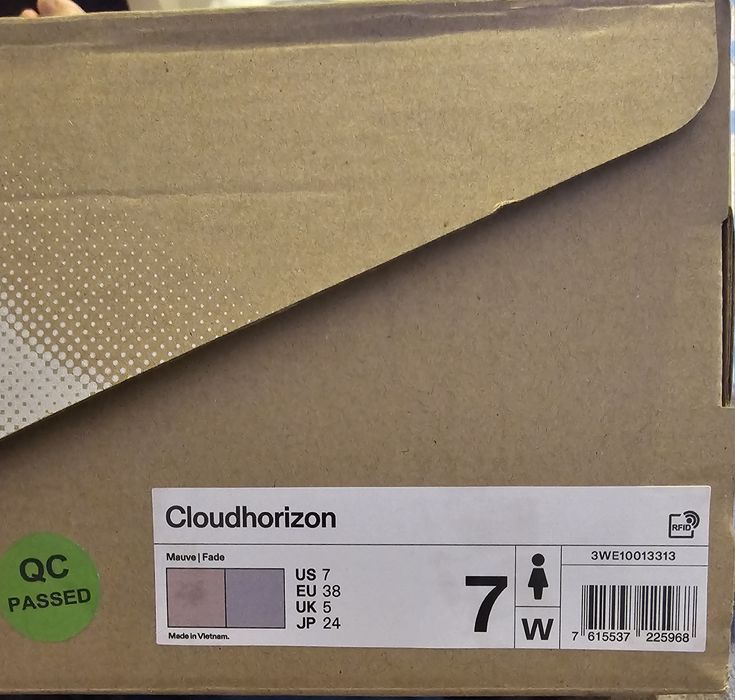 Cloudhorizon
RFID
Mauve | Fade
3WE10013313
US 7
EU 38
UK 5
JP 24
7
W
Made in Vietnam.
7 615537 225968
QC
PASSED